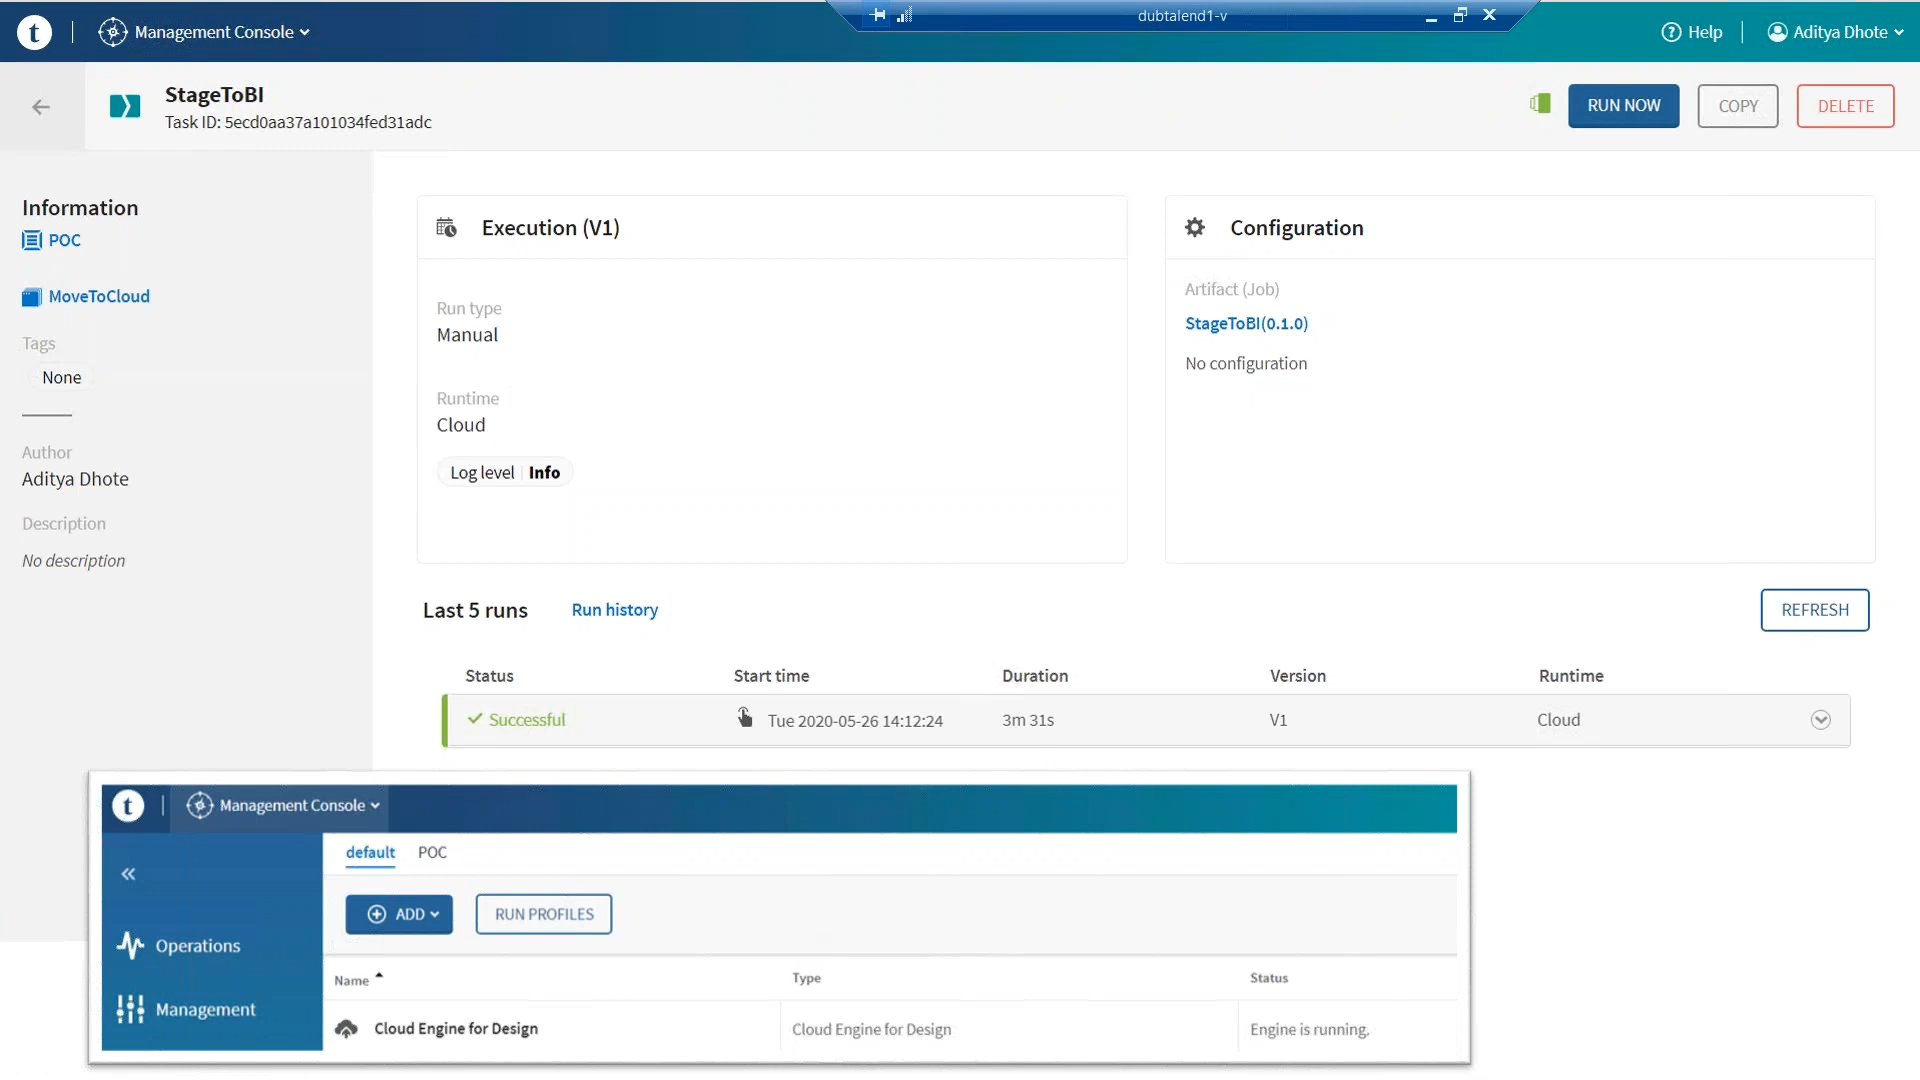 dubtalend1-v
t Management Console
Help
Aditya Dhote
StageToBI
Task ID: 5ecd0aa37a101034fed31adc
RUN NOW
COPY
DELETE
Information
POC
MoveToCloud
Tags
None
Author
Aditya Dhote
Description
No description
Execution (V1)
Run type
Manual
Runtime
Cloud
Log level Info
Configuration
Artifact (Job)
StageToBI(0.1.0)
No configuration
Last 5 runs
Run history
REFRESH
Status Start time Duration Version Runtime
Successful Tue 2020-05-26 14:12:24 3m 31s V1 Cloud
t Management Console
default POC
ADD RUN PROFILES
Operations
Management
Name Type Status
Cloud Engine for Design Cloud Engine for Design Engine is running.